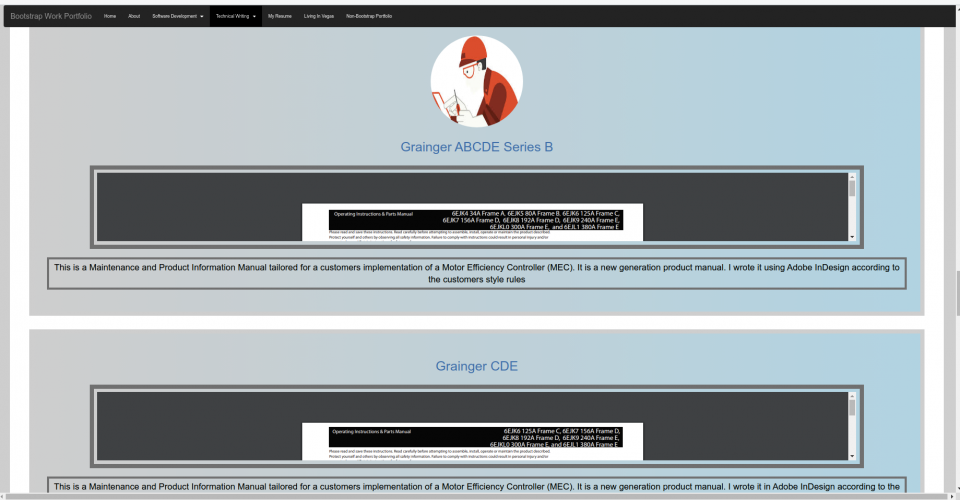 Bootstrap Work Portfolio Home About Software Development Technical Writing My Resume Living In Vegas Non-Bootstrap Portfolio
Grainger ABCDE Series B
Operating Instructions & Parts Manual
6EJK4 34A Frame A, 6EJK5 80A Frame B, 6EJK6 125A Frame C,
6EJK7 156A Frame D, 6EJK8 192A Frame D, 6EJK9 240A Frame E,
6EJKL0 300A Frame E, and 6EJL1 380A Frame E
Please read and save these instructions. Read carefully before attempting to assemble, install, operate or maintain the product described.
Protect yourself and others by observing all safety information. Failure to comply with instructions could result in personal injury and/or
This is a Maintenance and Product Information Manual tailored for a customers implementation of a Motor Efficiency Controller (MEC). It is a new generation product manual. I wrote it using Adobe InDesign according to
the customers style rules
Grainger CDE
Operating Instructions & Parts Manual
6EJK6 125A Frame C, 6EJK7 156A Frame D,
6EJK8 192A Frame D, 6EJK9 240A Frame E,
6EJKL0 300A Frame E, and 6EJL1 380A Frame E
Please read and save these instructions. Read carefully before attempting to assemble, install, operate or maintain the product described.
Protect yourself and others by observing all safety information. Failure to comply with instructions could result in personal injury and/or
This is a Maintenance and Product Information Manual tailored for a customers implementation of a Motor Efficiency Controller (MEC). It is a new generation product manual. I wrote it in Adobe InDesign according to the